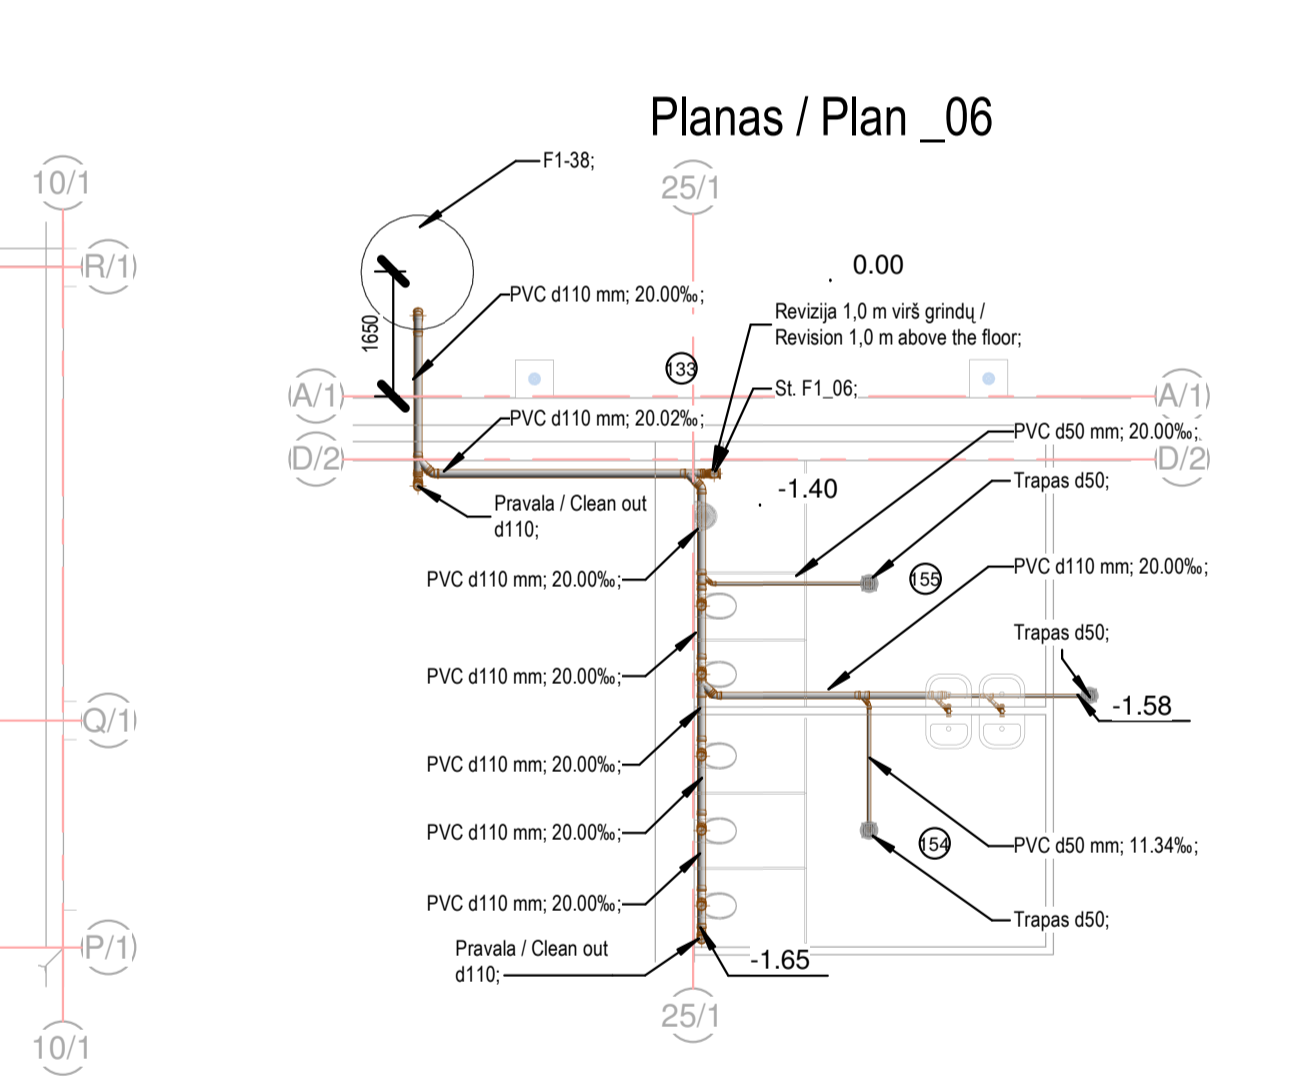 Planas / Plan _06
F1-38;
10/1
25/1
R/1
0.00
PVC d110 mm; 20.00‰;
Revizija 1,0 m virš grindų /
Revision 1,0 m above the floor;
1650
133
St. F1_06;
A/1
A/1
PVC d110 mm; 20.02‰;
PVC d50 mm; 20.00‰;
D/2
D/2
Trapas d50;
-1.40
Pravala / Clean out
d110;
PVC d110 mm; 20.00‰;
155
PVC d110 mm; 20.00‰;
Trapas d50;
PVC d110 mm; 20.00‰;
-1.58
Q/1
PVC d110 mm; 20.00‰;
PVC d110 mm; 20.00‰;
154
PVC d50 mm; 11.34‰;
PVC d110 mm; 20.00‰;
Trapas d50;
P/1
Pravala / Clean out
d110;
-1.65
25/1
10/1